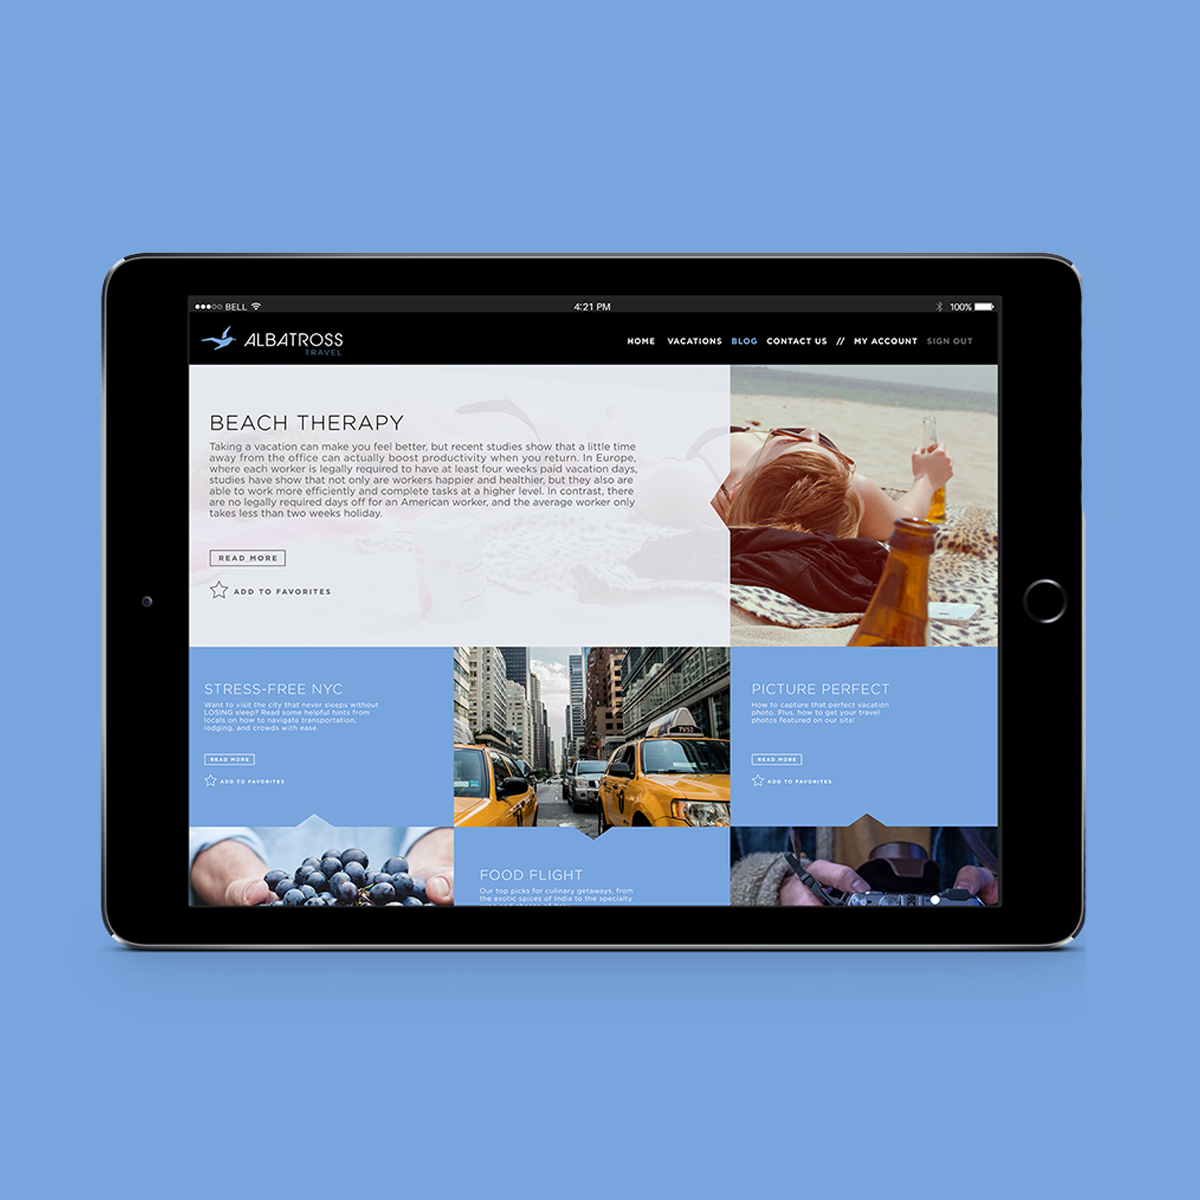 BELL
4:21 PM
100%
ALBATROSS
TRAVEL
HOME VACATIONS BLOG CONTACT US // MY ACCOUNT SIGN OUT
BEACH THERAPY
Taking a vacation can make you feel better, but recent studies show that a little time
away from the office can actually boost productivity when you return. In Europe,
where each worker is legally required to have at least four weeks paid vacation days,
studies have show that not only are workers happier and healthier, but they also are
able to work more efficiently and complete tasks at a higher level. In contrast, there
are no legally required days off for an American worker, and the average worker only
takes less than two weeks holiday.
READ MORE
ADD TO FAVORITES
STRESS-FREE NYC
Want to visit the city that never sleeps without
LOSING sleep? Read some helpful hints from
locals on how to navigate transportation,
lodging, and crowds with ease.
READ MORE
ADD TO FAVORITES
7V53
PICTURE PERFECT
How to capture that perfect vacation
photo. Plus, how to get your travel
photos featured on our site!
READ MORE
ADD TO FAVORITES
FOOD FLIGHT
Our top picks for culinary getaways, from
the exotic spices of India to the specialty